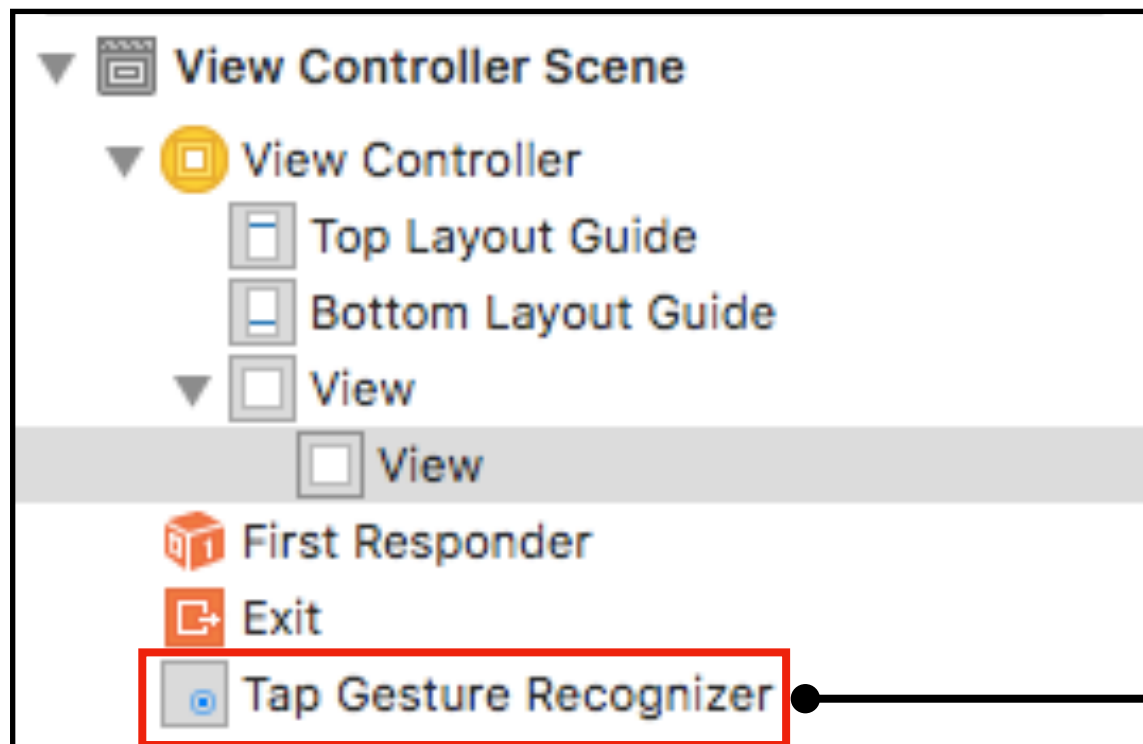 View Controller Scene
View Controller
Top Layout Guide
Bottom Layout Guide
View
View
First Responder
Exit
Tap Gesture Recognizer